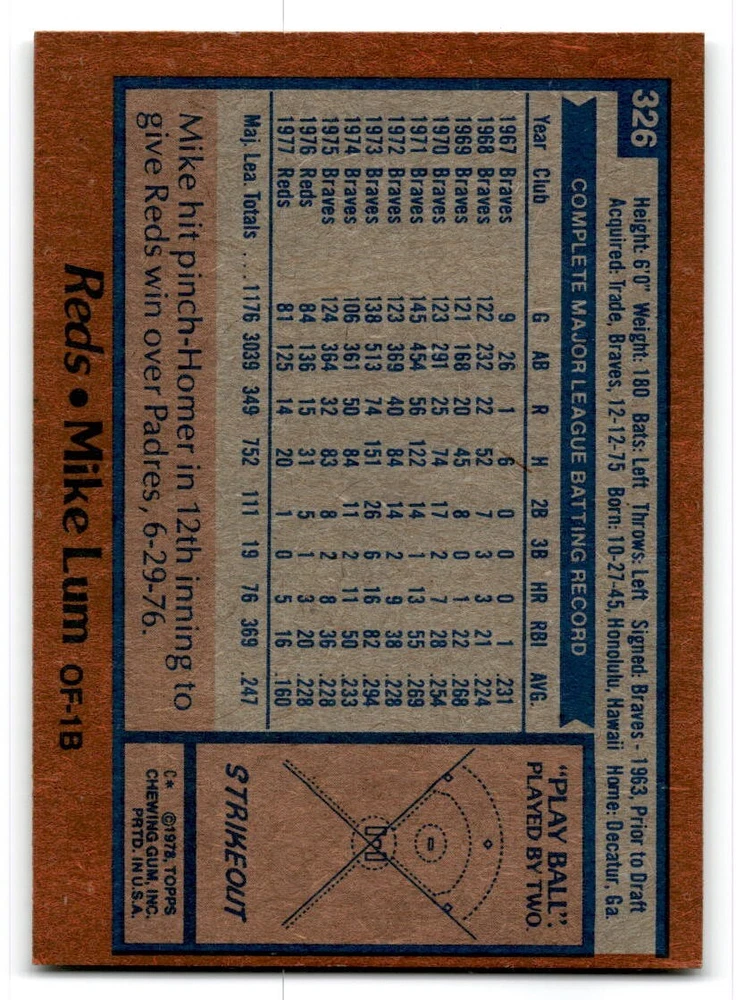 326
Height: 6'0" Weight: 180 Bats: Left Throws: Left Signed: Braves - 1963, Prior to Draft
Acquired: Trade, Braves, 12-12-75 Born: 10-27-45, Honolulu, Hawaii Home: Decatur, Ga.
COMPLETE MAJOR LEAGUE BATTING RECORD
Year Club G AB R H 2B 3B HR RBI AVG.
1967 Braves 9 26 1 6 0 0 0 1 .231
1968 Braves 122 232 22 52 7 3 3 21 .224
1969 Braves 121 168 20 45 8 0 1 22 .268
1970 Braves 123 291 25 74 17 2 7 28 .254
1971 Braves 145 454 56 122 14 1 13 55 .269
1972 Braves 123 369 40 84 14 2 9 38 .228
1973 Braves 138 513 74 151 26 6 16 82 .294
1974 Braves 106 361 50 84 11 2 11 50 .233
1975 Braves 124 364 32 83 8 2 8 36 .228
1976 Reds 84 136 15 31 5 1 3 20 .228
1977 Reds 81 125 14 20 1 0 5 16 .160
Maj. Lea. Totals ... 1176 3039 349 752 111 19 76 369 .247
Mike hit pinch-Homer in 12th inning to
give Reds win over Padres, 6-29-76.
"PLAY BALL":
PLAYED BY TWO.
STRIKEOUT
C* ©1978, TOPPS
CHEWING GUM, INC.
PRTD. IN U.S.A.
Reds • Mike Lum OF-1B